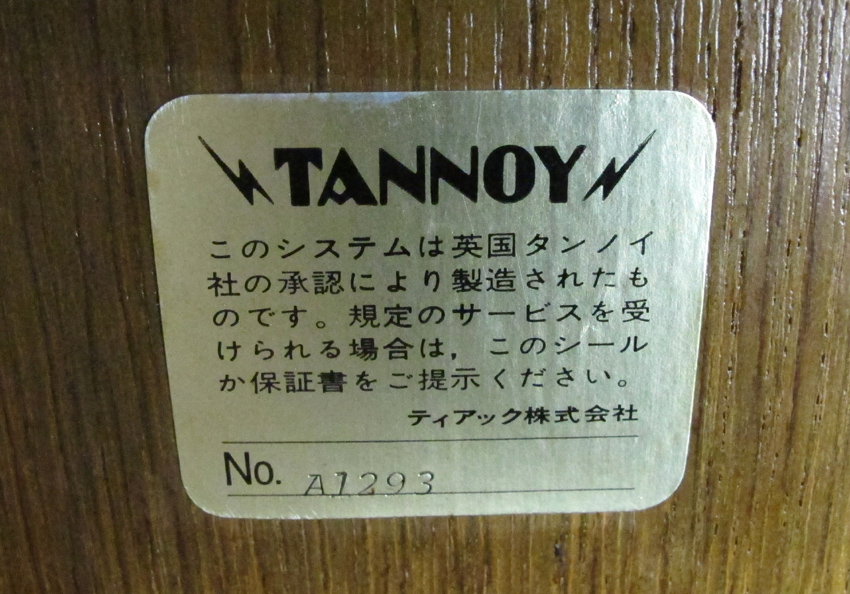 TANNOY
このシステムは英国タンノイ
社の承認により製造されたも
のです。規定のサービスを受
けられる場合は，このシール
か保証書をご提示ください。
ティアック株式会社
No. A1293